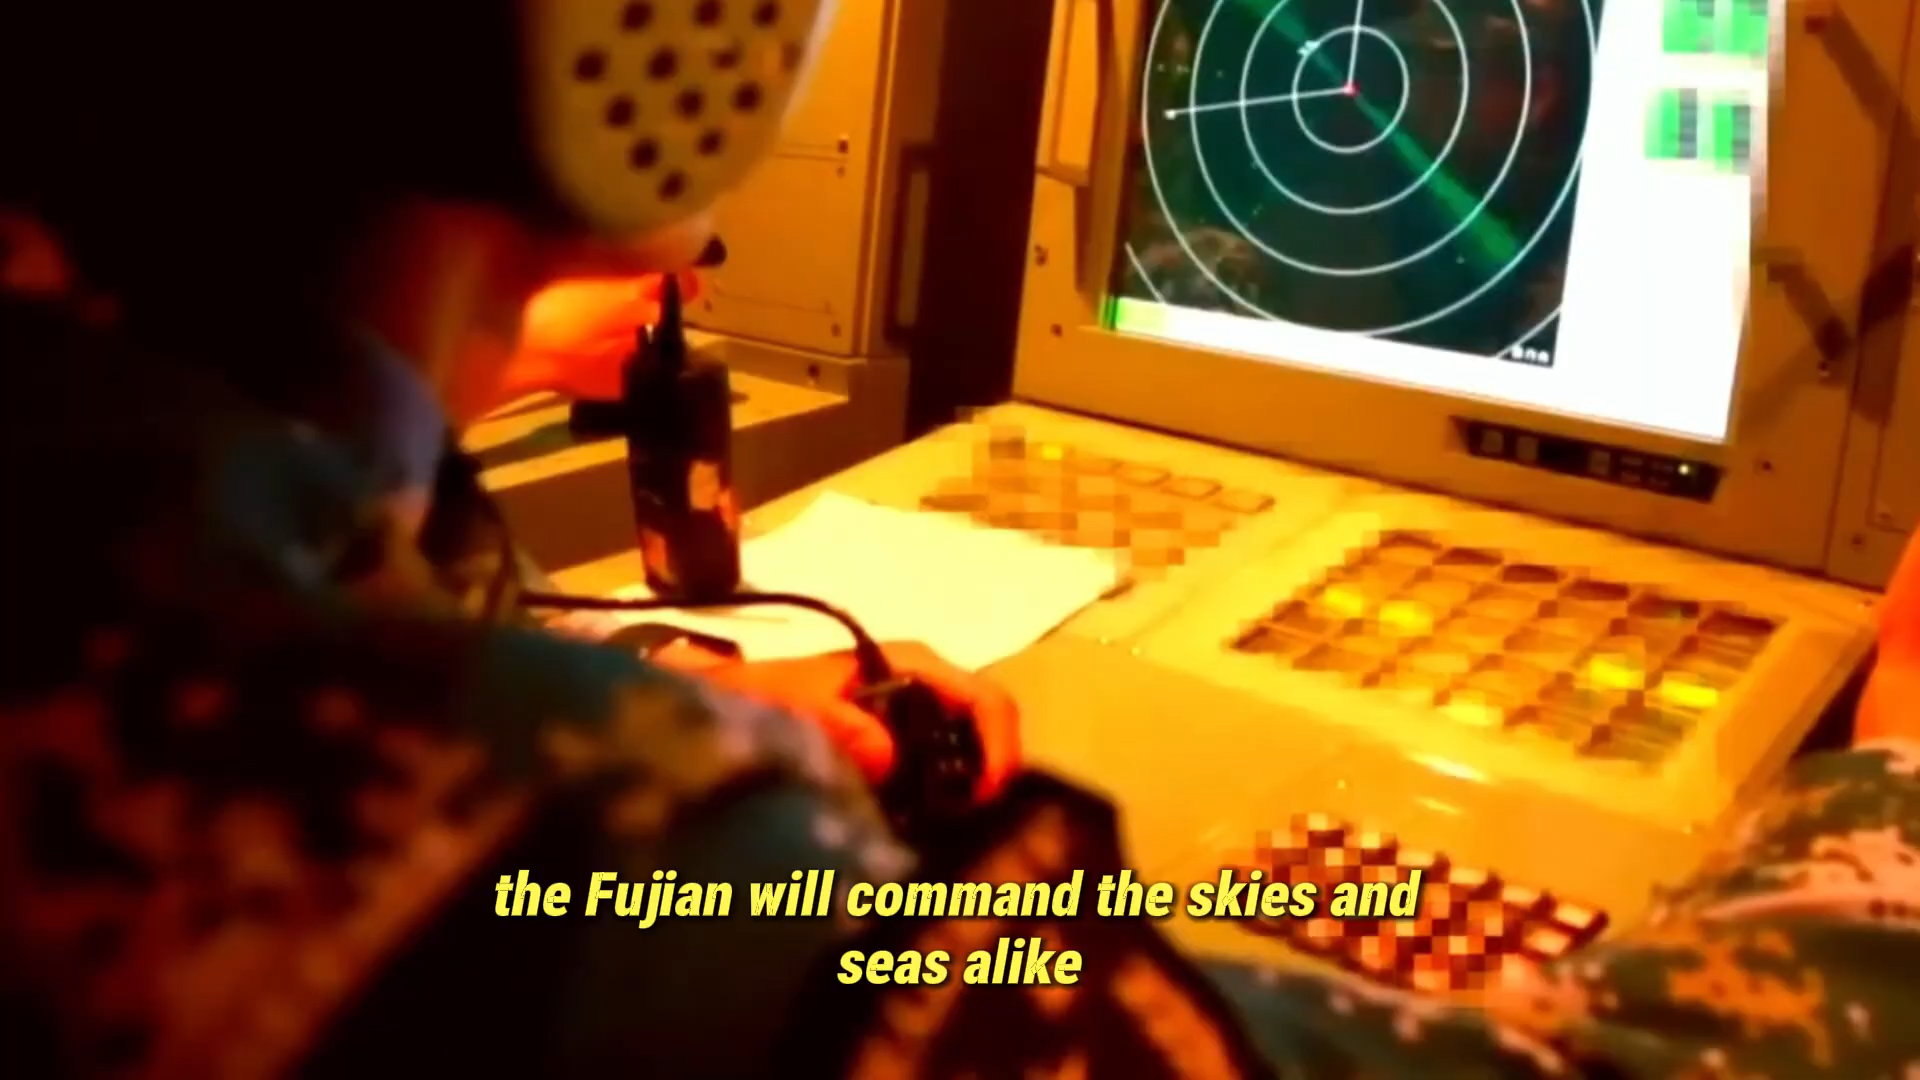 the Fujian will command the skies and
seas alike